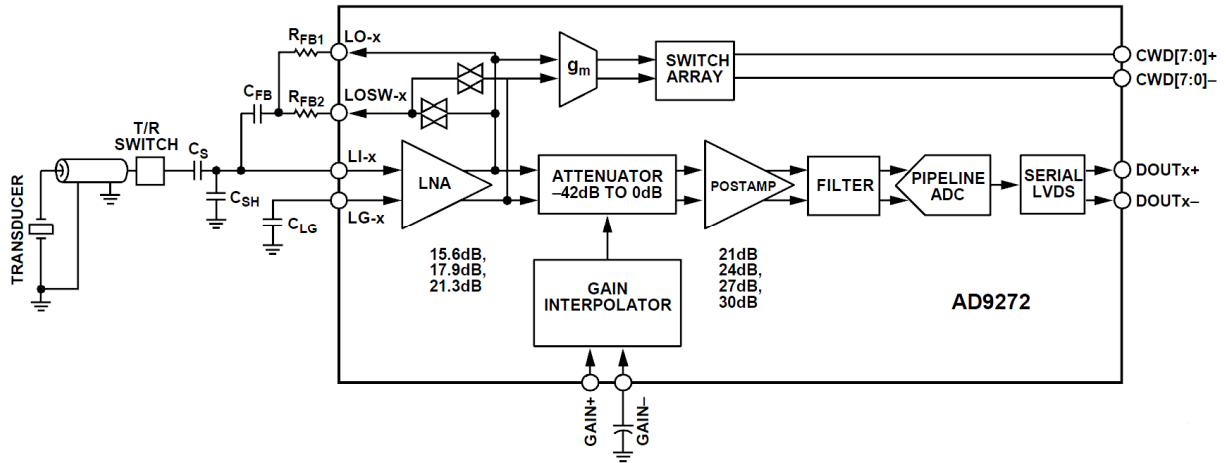 RFB1
LO-x
CFB
RFB2
LOSW-x
gm
SWITCH
ARRAY
CWD[7:0]+
CWD[7:0]–
T/R
SWITCH
CS
LI-x
CSH
LG-x
CLG
TRANSDUCER
LNA
15.6dB,
17.9dB,
21.3dB
ATTENUATOR
–42dB TO 0dB
POSTAMP
21dB
24dB,
27dB,
30dB
FILTER
PIPELINE
ADC
SERIAL
LVDS
DOUTx+
DOUTx–
GAIN
INTERPOLATOR
AD9272
GAIN+
GAIN–